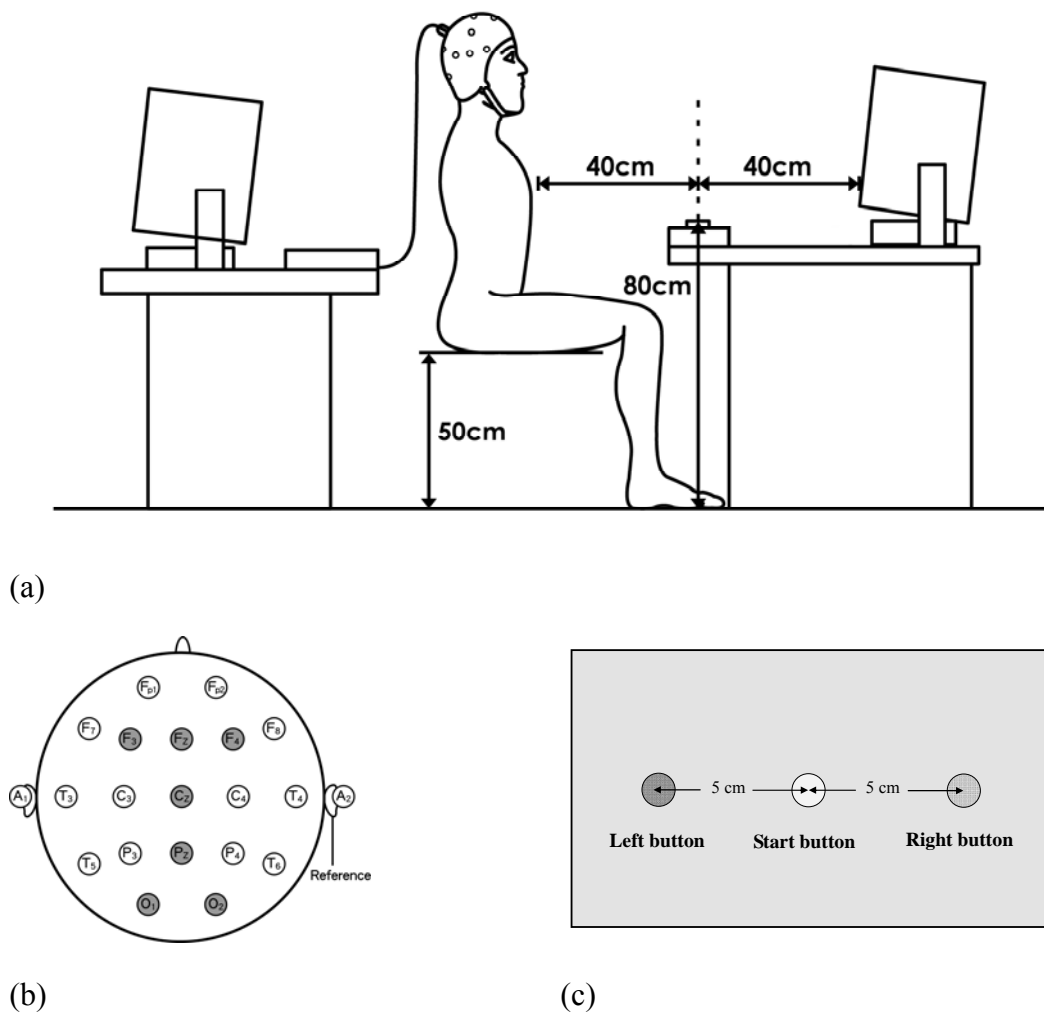 40cm 40cm
80cm
50cm
(a)
Fp1 Fp2
F7 F3 Fz F4 F8
A1 T3 C3 Cz C4 T4 A2
T5 P3 Pz P4 T6
Reference
O1 O2
(b)
5 cm 5 cm
Left button Start button Right button
(c)